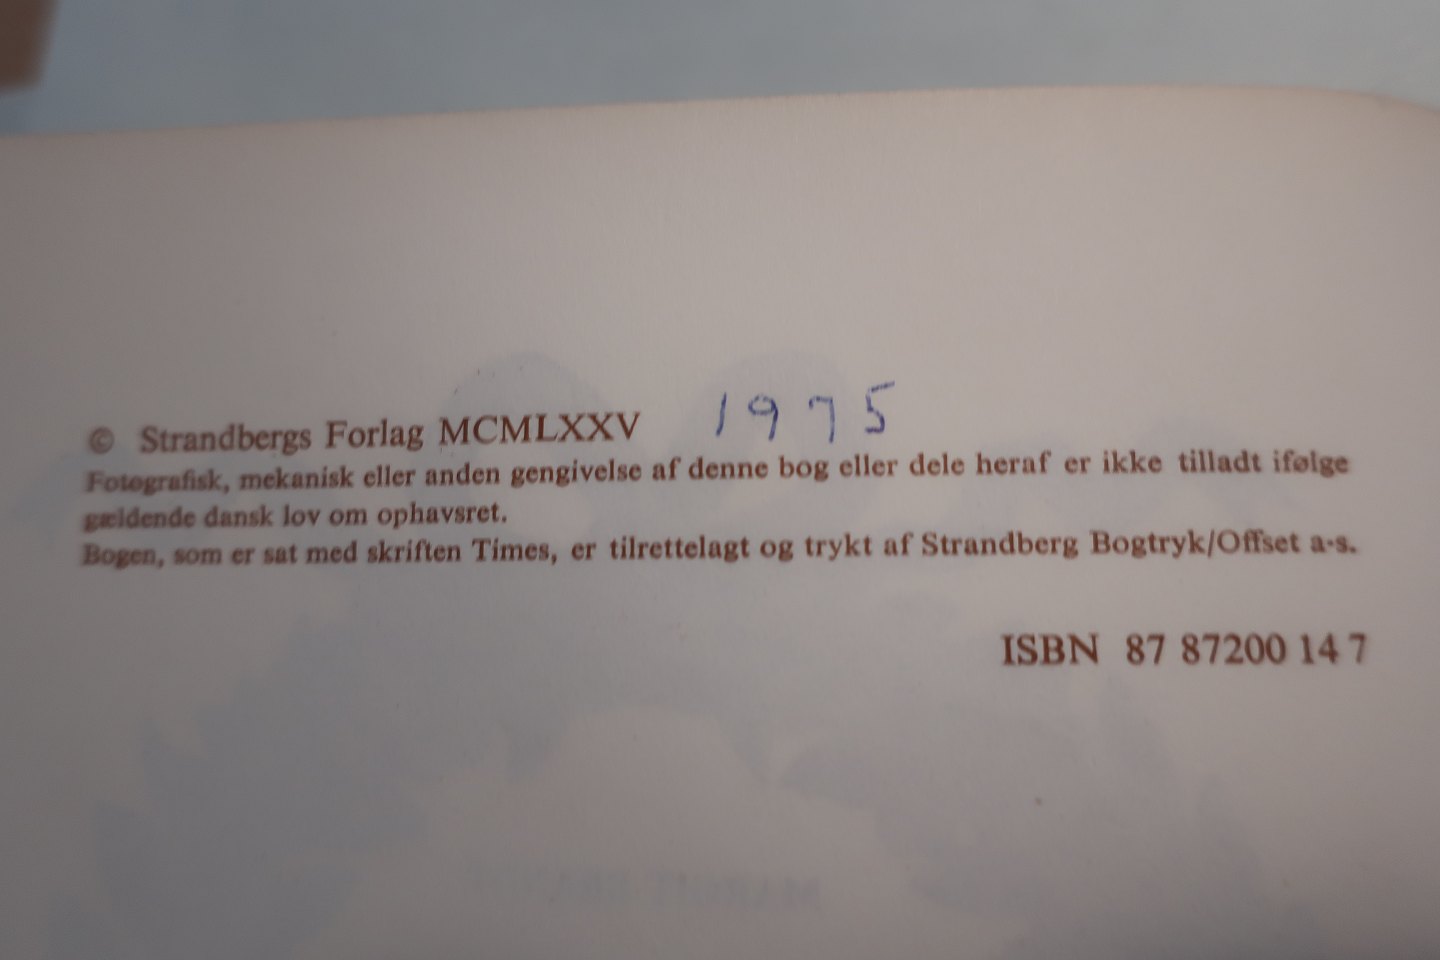 © Strandbergs Forlag MCMLXXV 1975
Fotografisk, mekanisk eller anden gengivelse af denne bog eller dele heraf er ikke tilladt ifølge
gældende dansk lov om ophavsret.
Bogen, som er sat med skriften Times, er tilrettelagt og trykt af Strandberg Bogtryk/Offset a-s.
ISBN 87 87200 14 7